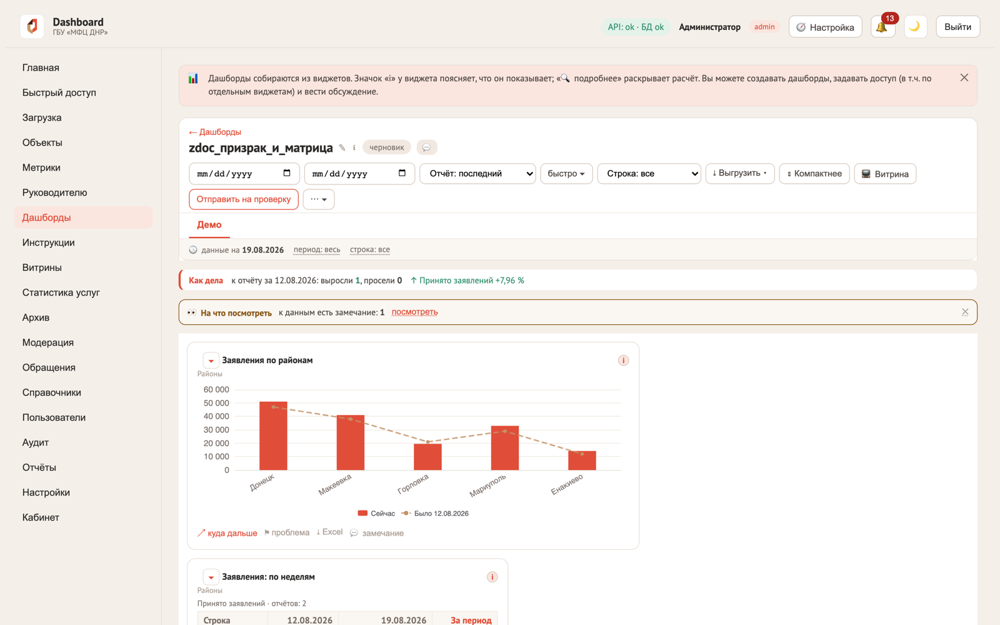 Dashboard
ГБУ «МФЦ ДНР»
API: ok · БД ok
Администратор
admin
Настройка
13
Выйти
Главная
Быстрый доступ
Загрузка
Объекты
Метрики
Руководителю
Дашборды
Инструкции
Витрины
Статистика услуг
Архив
Модерация
Обращения
Справочники
Пользователи
Аудит
Отчёты
Настройки
Кабинет
Дашборды собираются из виджетов. Значок «i» у виджета поясняет, что он показывает; «🔍 подробнее» раскрывает расчёт. Вы можете создавать дашборды, задавать доступ (в т.ч. по
отдельным виджетам) и вести обсуждение.
← Дашборды
zdoc_призрак_и_матрица
i
черновик
mm/dd/yyyy
mm/dd/yyyy
Отчёт: последний
быстро
Строка: все
⤓ Выгрузить
⇕ Компактнее
Витрина
Отправить на проверку
⋯
Демо
данные на 19.08.2026
период: весь
строка: все
Как дела к отчёту за 12.08.2026: выросли 1, просели 0 ↑ Принято заявлений +7,96 %
На что посмотреть к данным есть замечание: 1 посмотреть
Заявления по районам
i
Районы
60 000
50 000
40 000
30 000
20 000
10 000
0
Донецк
Макеевка
Горловка
Мариуполь
Енакиево
Сейчас
Было 12.08.2026
куда дальше
проблема
⤓ Excel
замечание
Заявления: по неделям
i
Районы
Принято заявлений · отчётов: 2
Строка 12.08.2026 19.08.2026 За период